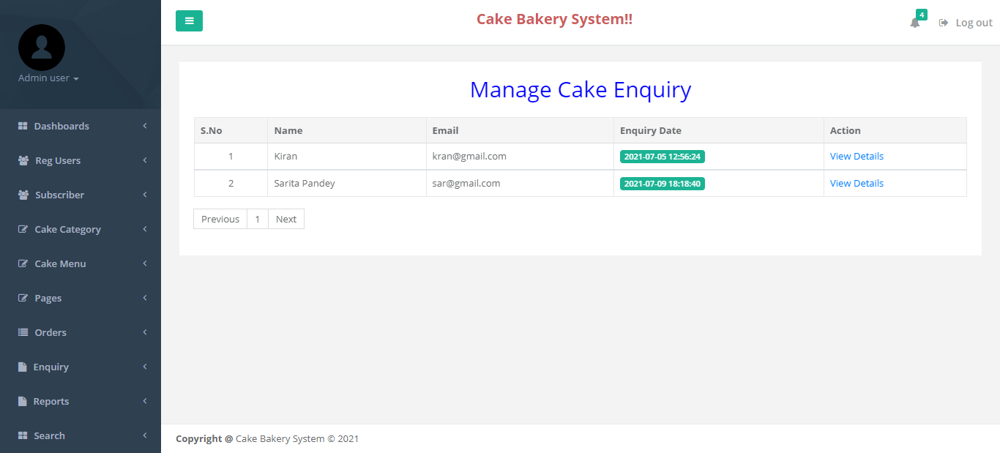 Cake Bakery System!!
4
Log out
Admin user
Dashboards
Reg Users
Subscriber
Cake Category
Cake Menu
Pages
Orders
Enquiry
Reports
Search
Manage Cake Enquiry
S.No Name Email Enquiry Date Action
1 Kiran kran@gmail.com 2021-07-05 12:56:24 View Details
2 Sarita Pandey sar@gmail.com 2021-07-09 18:18:40 View Details
Previous 1 Next
Copyright @ Cake Bakery System © 2021